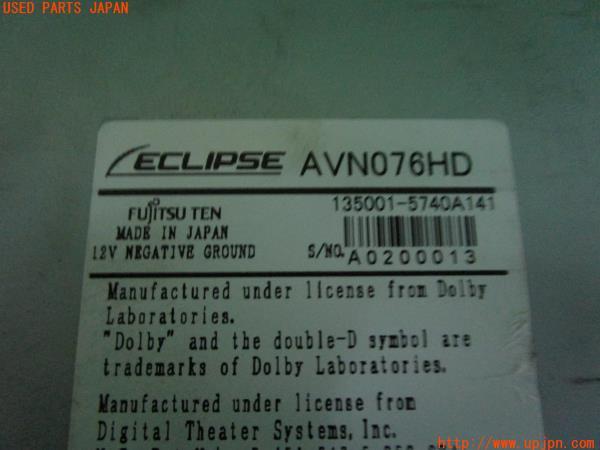 USED PARTS JAPAN
ECLIPSE AVN076HD
135001-5740A141
FUJITSU TEN
MADE IN JAPAN
12V NEGATIVE GROUND
S/NO. A0200013
Manufactured under license from Dolby
Laboratories.
"Dolby" and the double-D symbol are
trademarks of Dolby Laboratories.
Manufactured under license from
Digital Theater Systems, Inc.
http://www.upjpn.com/